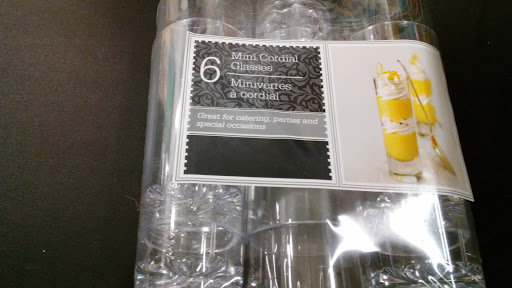 6
Mini Cordial
Glasses
Miniverres
à cordial
Great for catering, parties and
special occasions